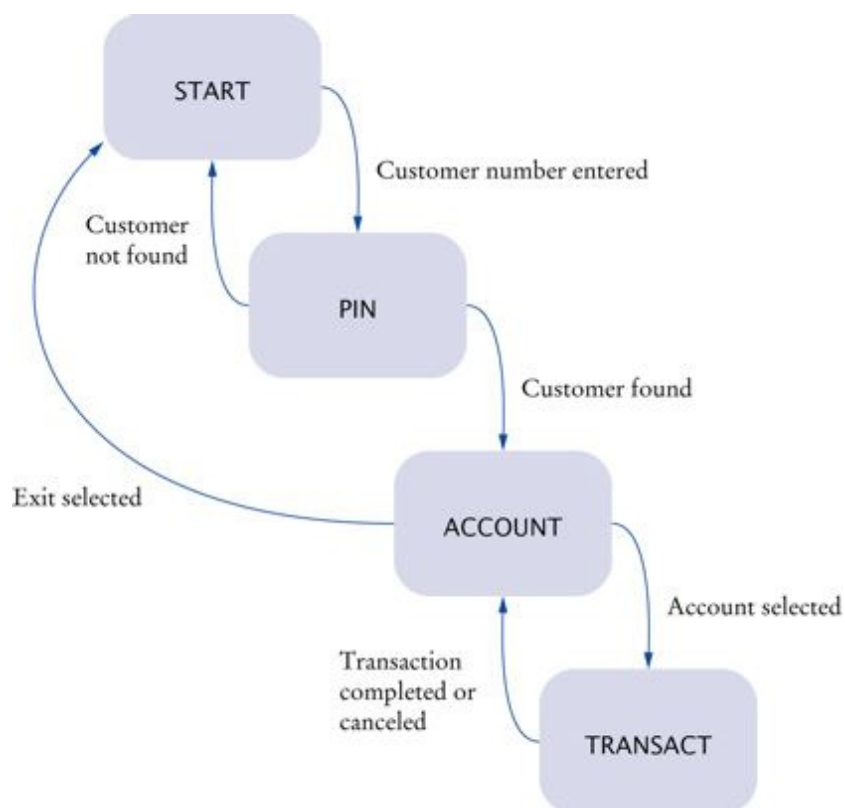 START
Customer number entered
Customer
not found
PIN
Customer found
Exit selected
ACCOUNT
Account selected
Transaction
completed or
canceled
TRANSACT